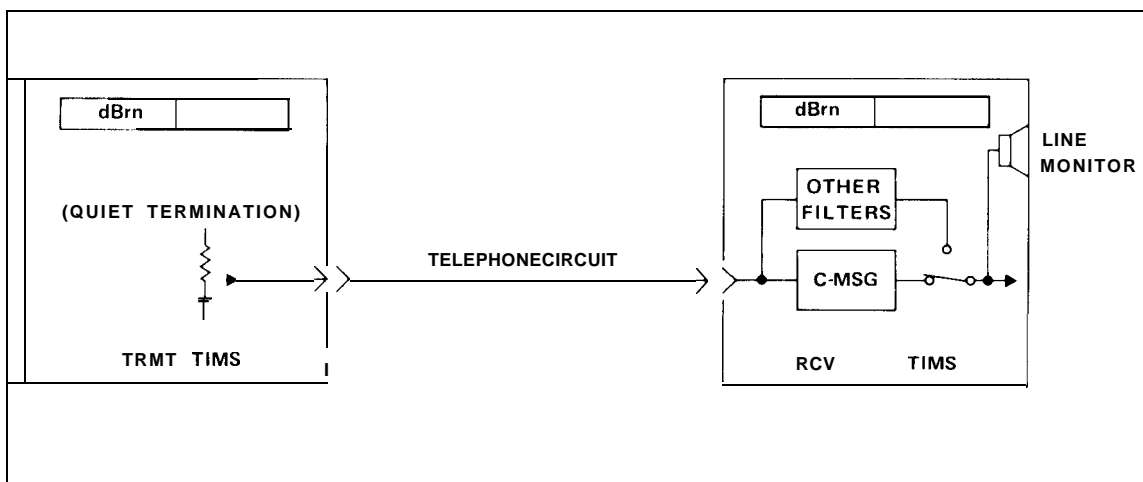 dBrn
(QUIET TERMINATION)
TRMT TIMS
TELEPHONECIRCUIT
dBrn
LINE
MONITOR
OTHER
FILTERS
C-MSG
RCV TIMS